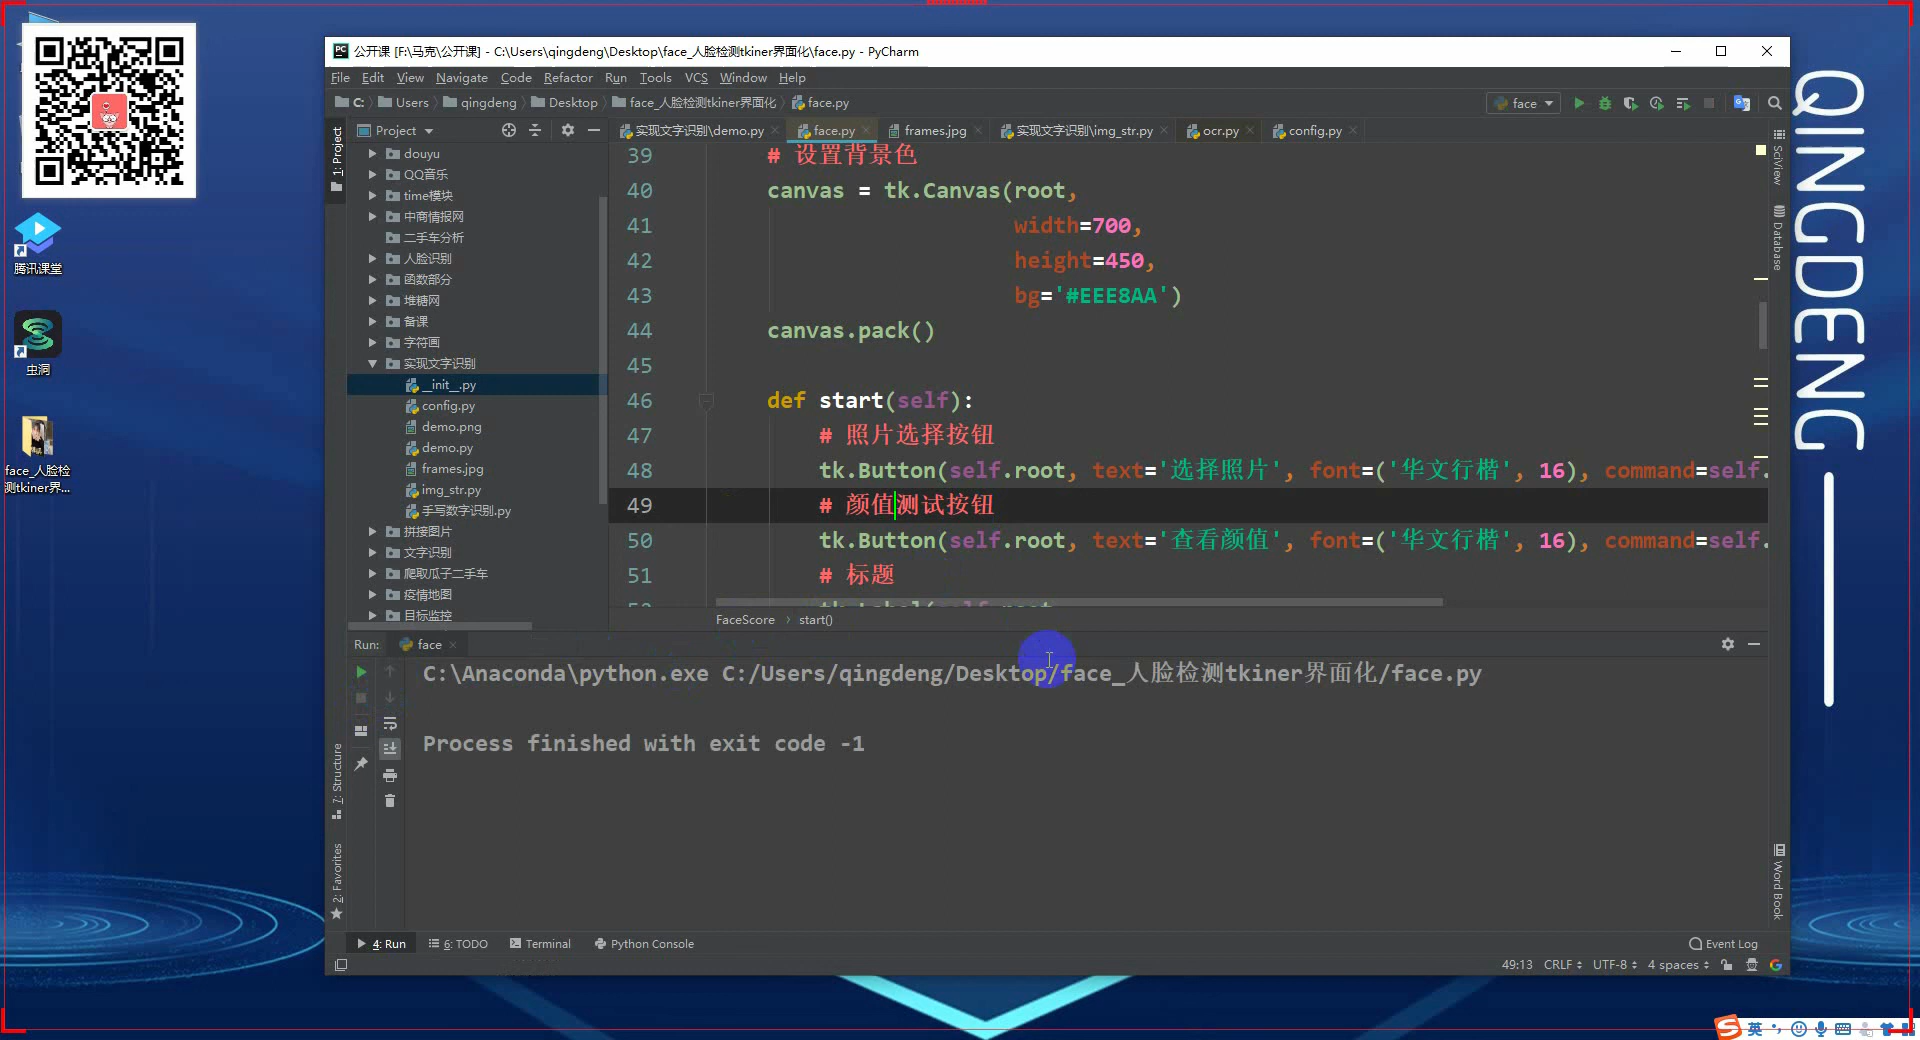 公开课 [F:\马克\公开课] - C:\Users\qingdeng\Desktop\face_人脸检测tkiner界面化\face.py - PyCharm
File Edit View Navigate Code Refactor Run Tools VCS Window Help
C: Users qingdeng Desktop face_人脸检测tkiner界面化 face.py
face
Project
实现文字识别\demo.py face.py frames.jpg 实现文字识别\img_str.py ocr.py config.py
1: Project
douyu
QQ音乐
time模块
中商情报网
二手车分析
人脸识别
函数部分
堆糖网
备课
字符画
实现文字识别
__init__.py
config.py
demo.png
demo.py
frames.jpg
img_str.py
手写数字识别.py
拼接图片
文字识别
爬取瓜子二手车
疫情地图
目标监控
39 # 设置背景色
40 canvas = tk.Canvas(root,
41 width=700,
42 height=450,
43 bg='#EEE8AA')
44 canvas.pack()
45
46 def start(self):
47 # 照片选择按钮
48 tk.Button(self.root, text='选择照片', font=('华文行楷', 16), command=self.
49 # 颜值测试按钮
50 tk.Button(self.root, text='查看颜值', font=('华文行楷', 16), command=self.
51 # 标题
FaceScore start()
SciView
Database
Word Book
Run: face
C:\Anaconda\python.exe C:/Users/qingdeng/Desktop/face_人脸检测tkiner界面化/face.py
Process finished with exit code -1
7: Structure
2: Favorites
4: Run 6: TODO Terminal Python Console
Event Log
49:13 CRLF UTF-8 4 spaces
腾讯课堂
虫洞
face_人脸检
测tkiner界...
QINGDENG
英